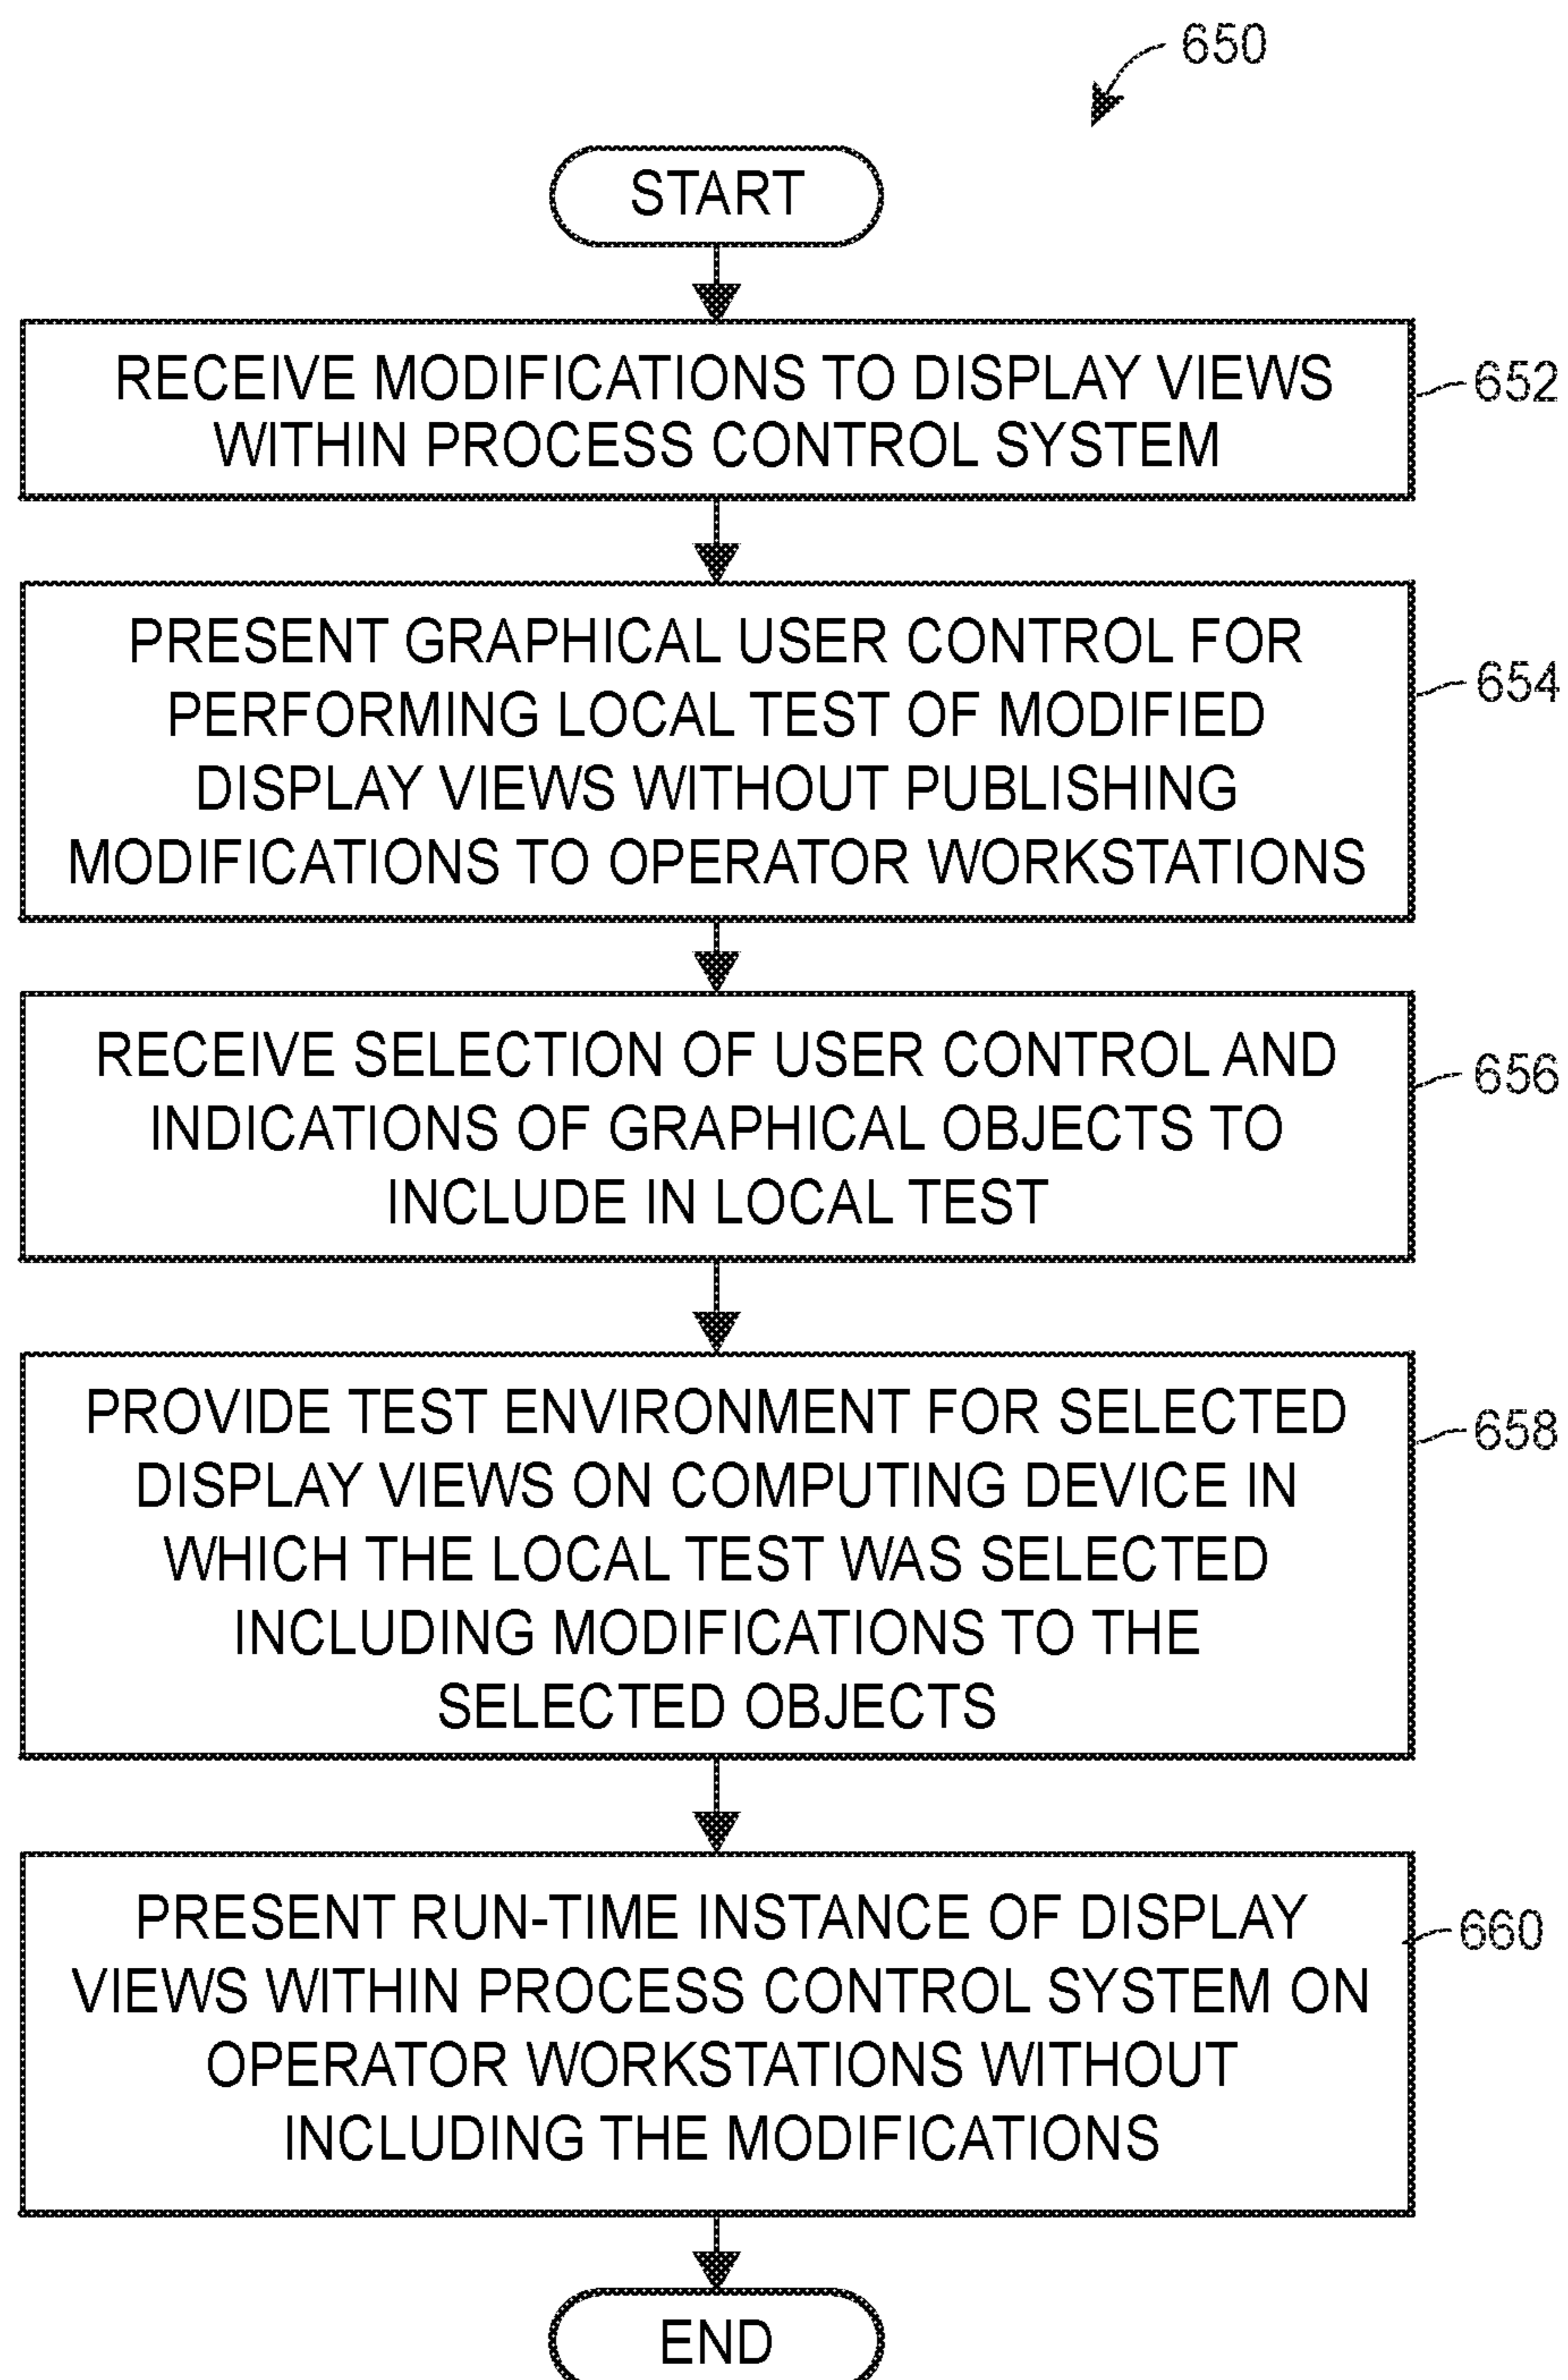 650
START
RECEIVE MODIFICATIONS TO DISPLAY VIEWS
WITHIN PROCESS CONTROL SYSTEM
652
PRESENT GRAPHICAL USER CONTROL FOR
PERFORMING LOCAL TEST OF MODIFIED
DISPLAY VIEWS WITHOUT PUBLISHING
MODIFICATIONS TO OPERATOR WORKSTATIONS
654
RECEIVE SELECTION OF USER CONTROL AND
INDICATIONS OF GRAPHICAL OBJECTS TO
INCLUDE IN LOCAL TEST
656
PROVIDE TEST ENVIRONMENT FOR SELECTED
DISPLAY VIEWS ON COMPUTING DEVICE IN
WHICH THE LOCAL TEST WAS SELECTED
INCLUDING MODIFICATIONS TO THE
SELECTED OBJECTS
658
PRESENT RUN-TIME INSTANCE OF DISPLAY
VIEWS WITHIN PROCESS CONTROL SYSTEM ON
OPERATOR WORKSTATIONS WITHOUT
INCLUDING THE MODIFICATIONS
660
END